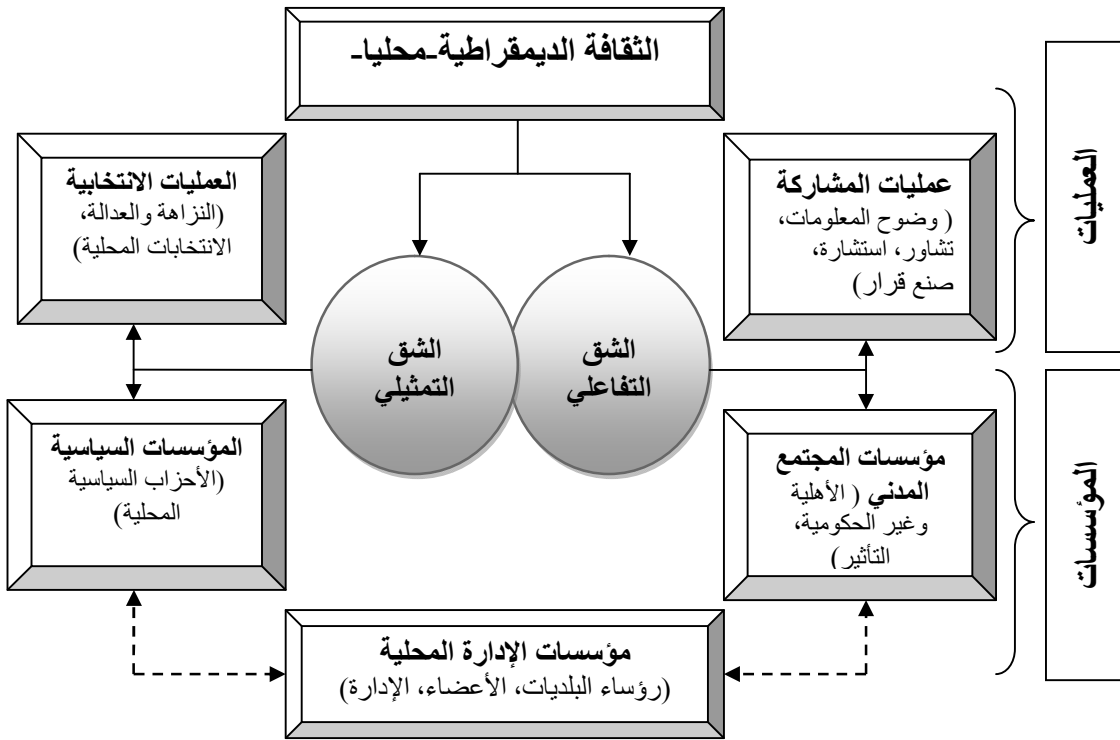 الثقافة الديمقراطية-محليا-
عمليات المشاركة
( وضوح المعلومات،
تشاور، استشارة،
صنع قرار)
العمليات الانتخابية
(النزاهة والعدالة،
الانتخابات المحلية)
العمليات
الشق
التفاعلي
الشق
التمثيلي
مؤسسات المجتمع
المدني ( الأهلية
وغير الحكومية،
التأثير)
المؤسسات السياسية
(الأحزاب السياسية
المحلية)
المؤسسات
مؤسسات الإدارة المحلية
(رؤساء البلديات، الأعضاء، الإدارة)